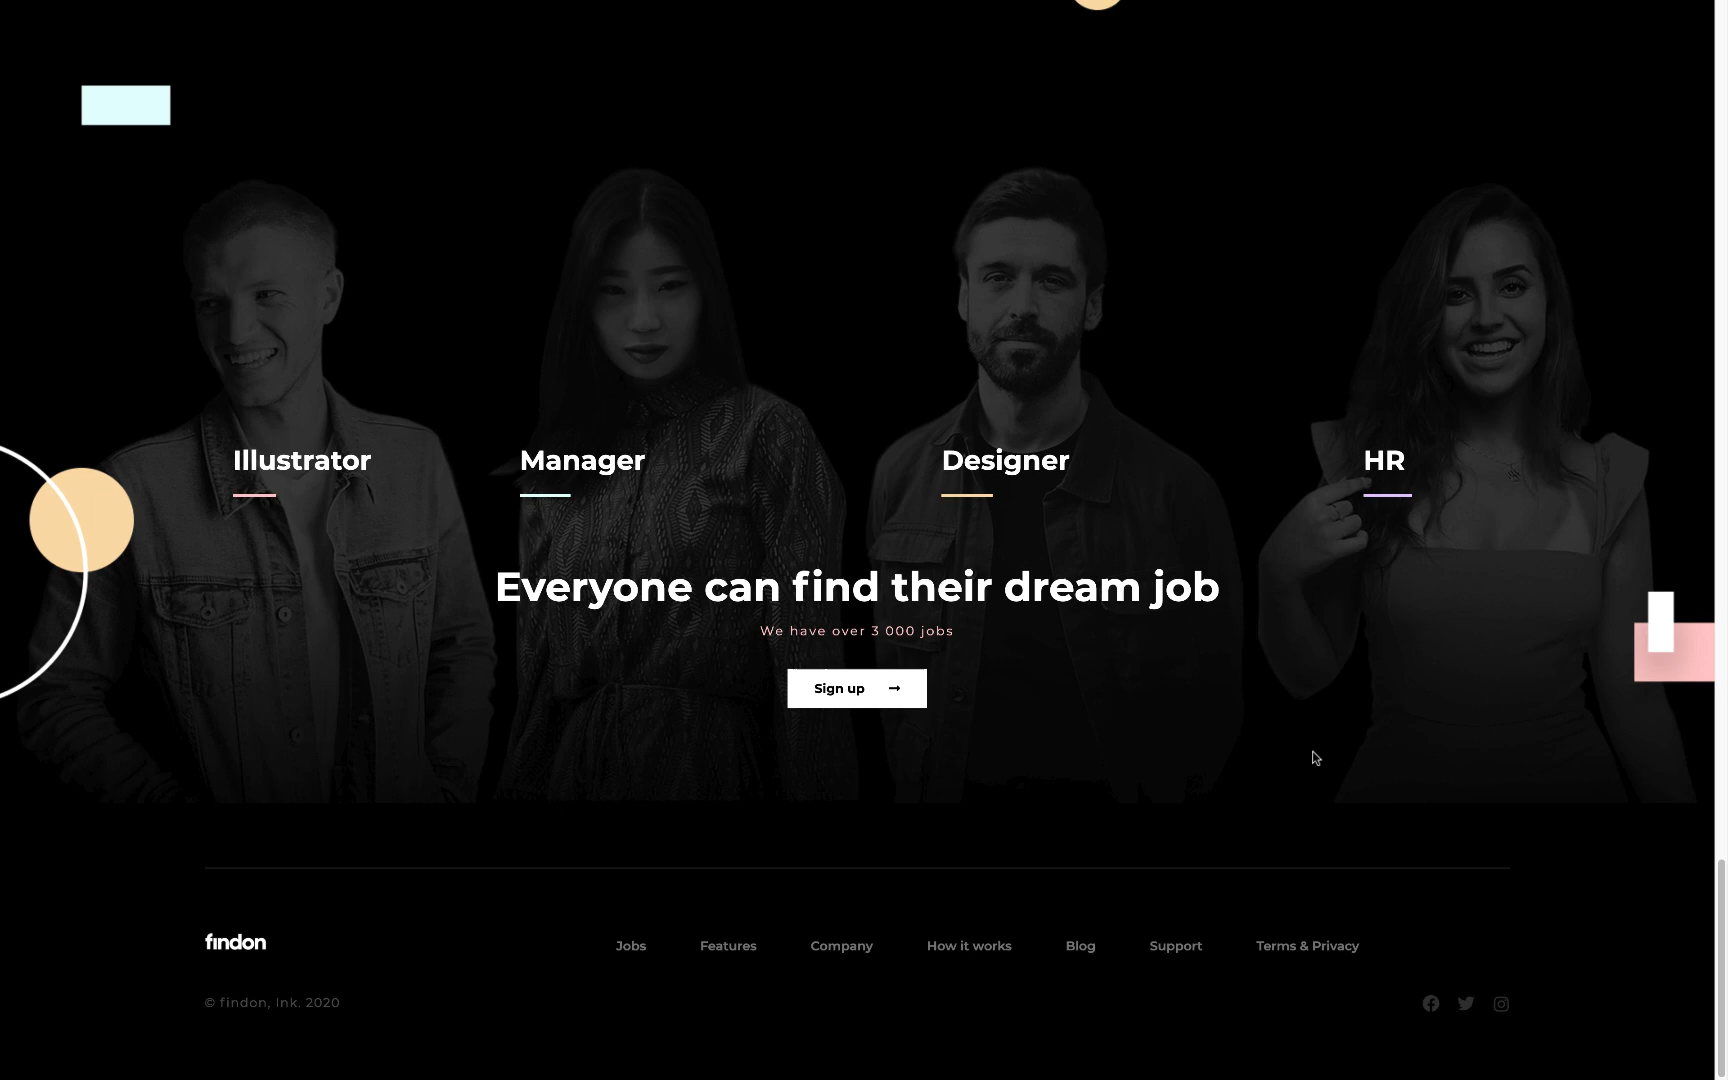 Illustrator
Manager
Designer
HR
Everyone can find their dream job
We have over 3 000 jobs
Sign up
findon
Jobs
Features
Company
How it works
Blog
Support
Terms & Privacy
© findon, Ink. 2020